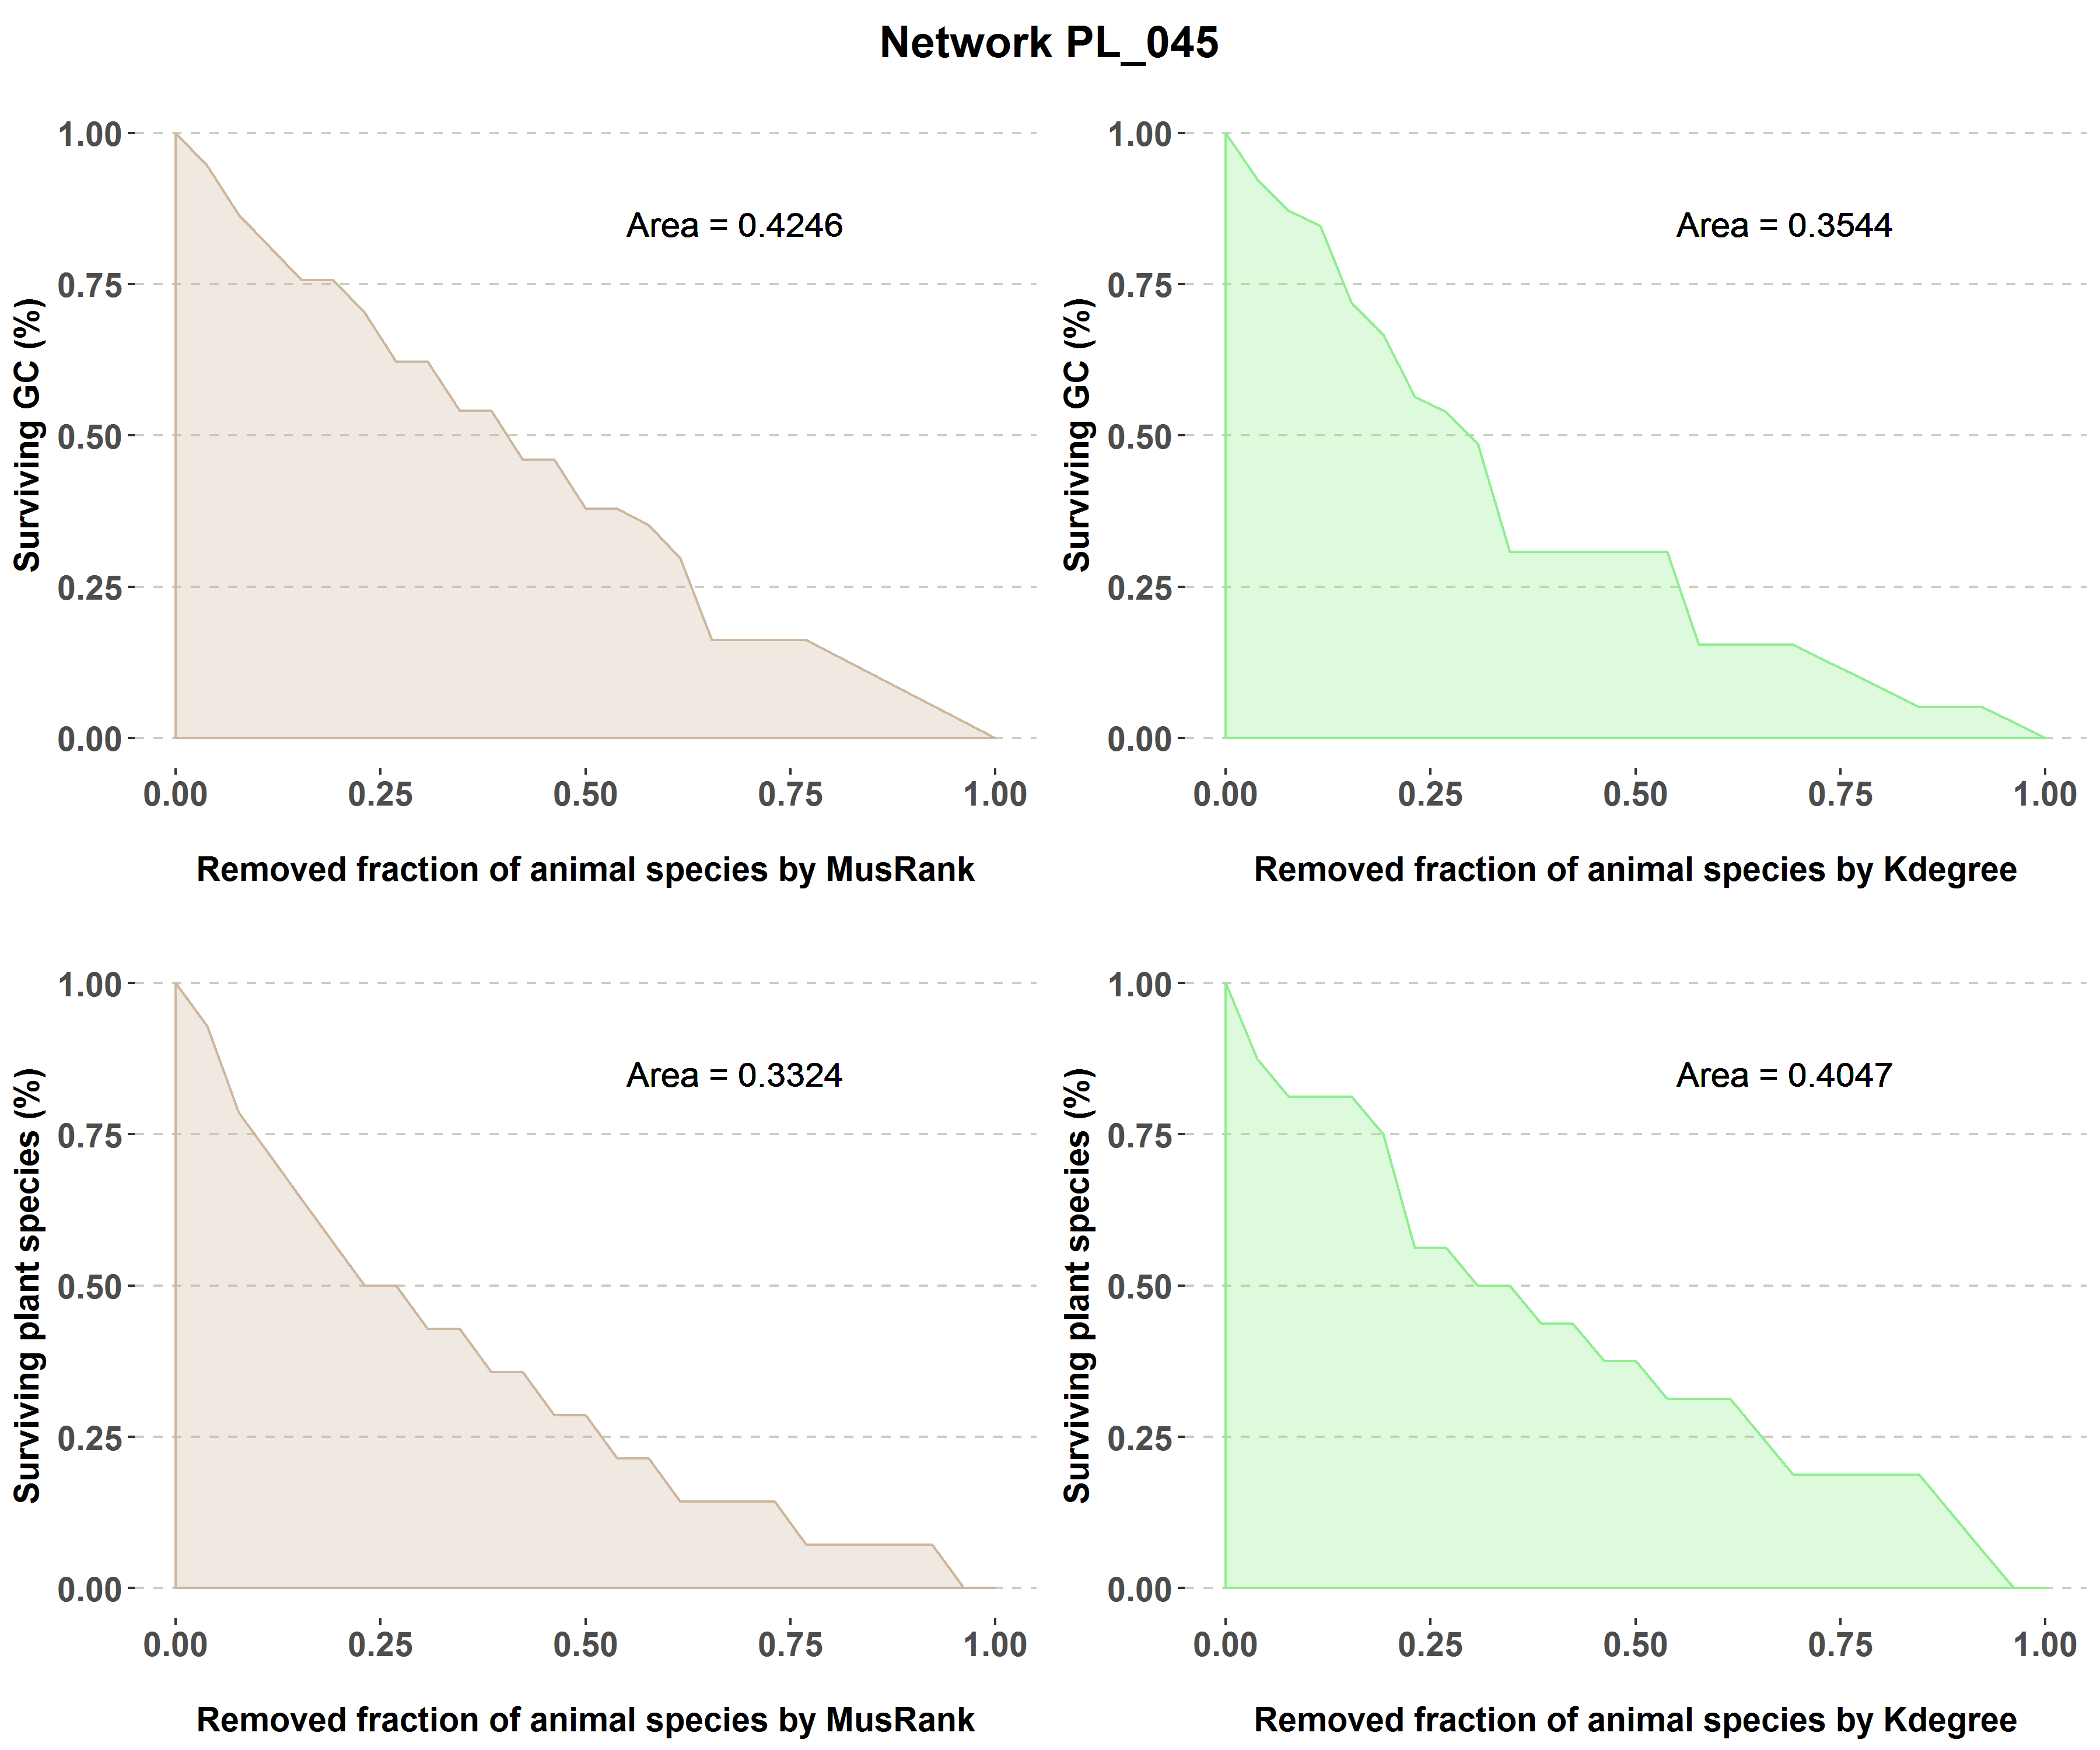 Network PL_045
Surviving GC (%)
1.00
0.75
0.50
0.25
0.00
Area = 0.4246
0.00 0.25 0.50 0.75 1.00
Removed fraction of animal species by MusRank
Surviving GC (%)
1.00
0.75
0.50
0.25
0.00
Area = 0.3544
0.00 0.25 0.50 0.75 1.00
Removed fraction of animal species by Kdegree
Surviving plant species (%)
1.00
0.75
0.50
0.25
0.00
Area = 0.3324
0.00 0.25 0.50 0.75 1.00
Removed fraction of animal species by MusRank
Surviving plant species (%)
1.00
0.75
0.50
0.25
0.00
Area = 0.4047
0.00 0.25 0.50 0.75 1.00
Removed fraction of animal species by Kdegree